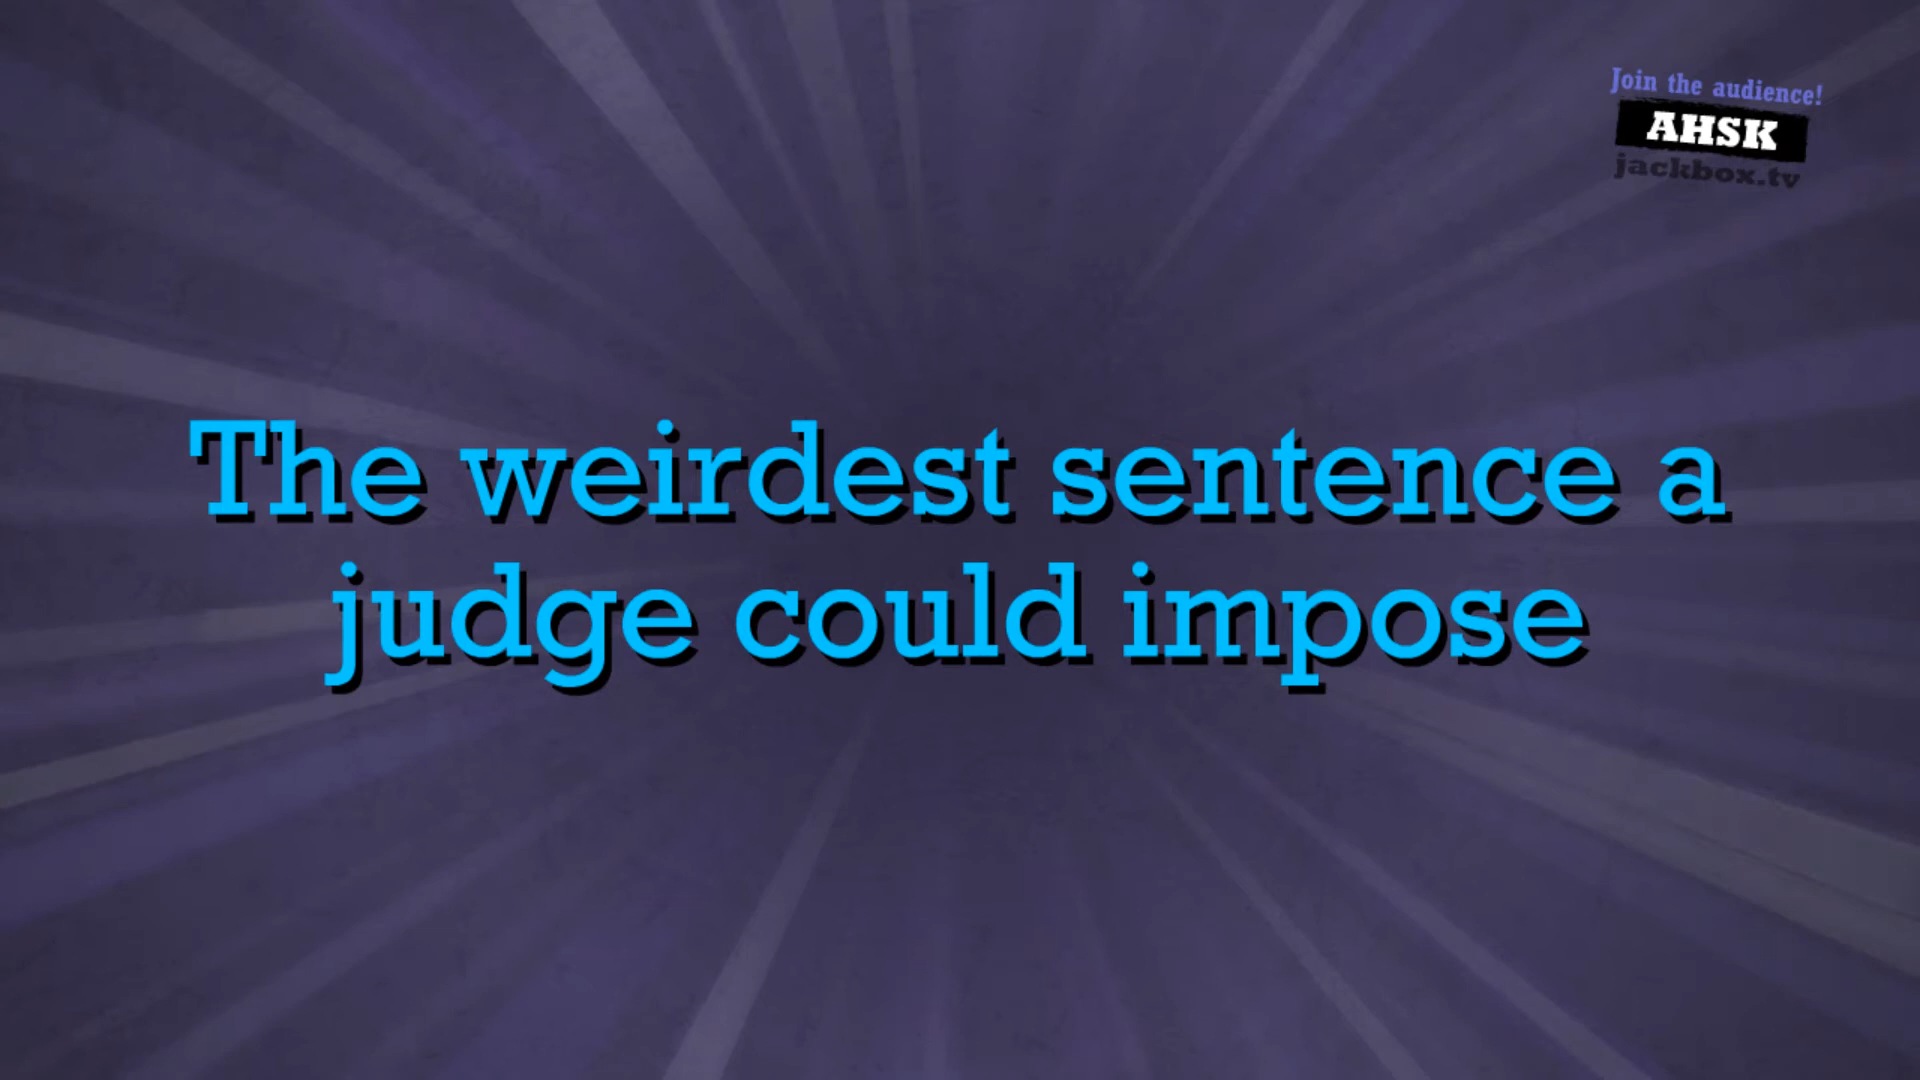 Join the audience!
AHSK
jackbox.tv
The weirdest sentence a
judge could impose